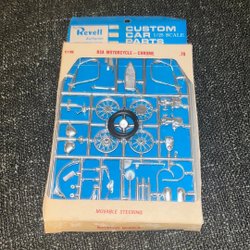 Revell
CUSTOM
CAR 1/25 SCALE
PARTS
BSA MOTORCYCLE—CHROME
MOVABLE STEERING